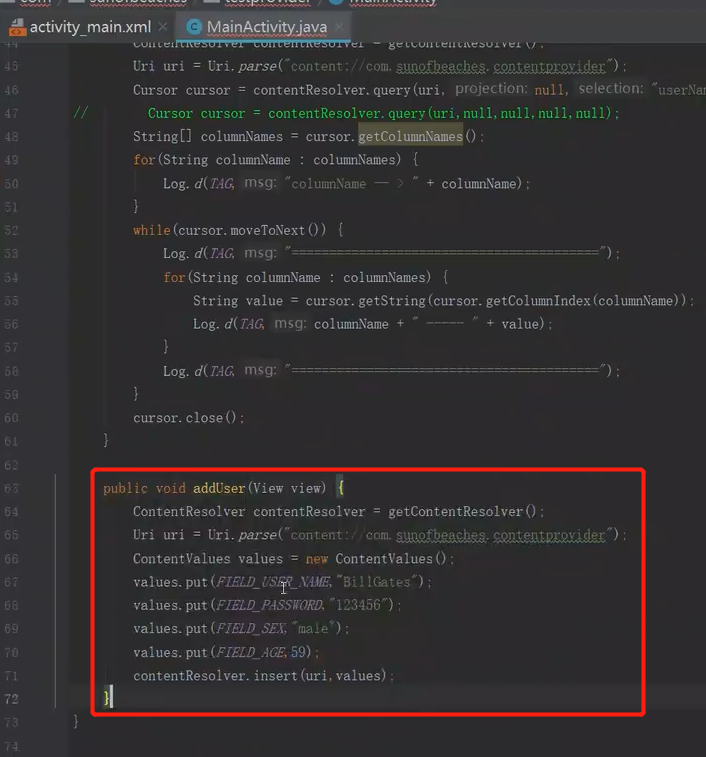 com sunofbeaches testprovider MainActivity
activity_main.xml × MainActivity.java ×
44 ContentResolver contentResolver = getContentResolver();
45 Uri uri = Uri.parse("content://com.sunofbeaches.contentprovider");
46 Cursor cursor = contentResolver.query(uri, projection: null, selection: "userNa
47 // Cursor cursor = contentResolver.query(uri,null,null,null,null);
48 String[] columnNames = cursor.getColumnNames();
49 for(String columnName : columnNames) {
50 Log.d(TAG, msg: "columnName -- > " + columnName);
51 }
52 while(cursor.moveToNext()) {
53 Log.d(TAG, msg: "========================================");
54 for(String columnName : columnNames) {
55 String value = cursor.getString(cursor.getColumnIndex(columnName));
56 Log.d(TAG, msg: columnName + " ----- " + value);
57 }
58 Log.d(TAG, msg: "========================================");
59 }
60 cursor.close();
61 }
62
63 public void addUser(View view) {
64 ContentResolver contentResolver = getContentResolver();
65 Uri uri = Uri.parse("content://com.sunofbeaches.contentprovider");
66 ContentValues values = new ContentValues();
67 values.put(FIELD_USER_NAME,"BillGates");
68 values.put(FIELD_PASSWORD,"123456");
69 values.put(FIELD_SEX,"male");
70 values.put(FIELD_AGE,59);
71 contentResolver.insert(uri,values);
72 }
73 }
74